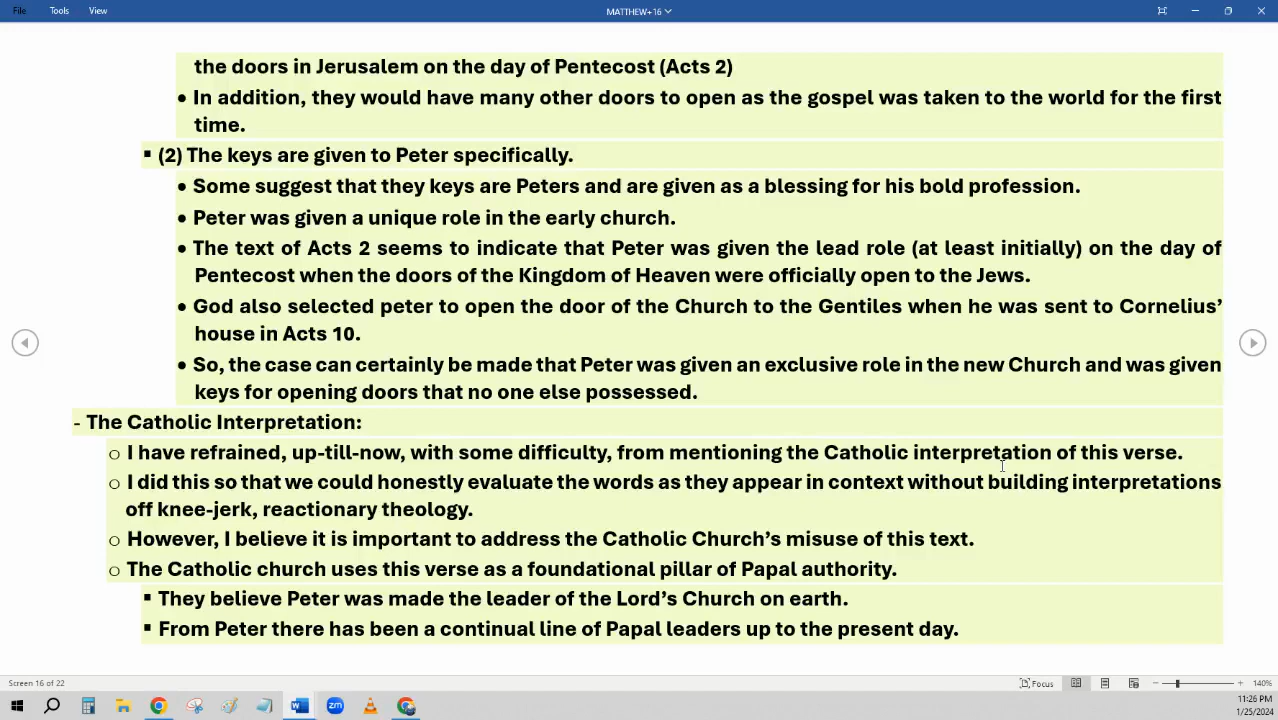 File Tools View MATTHEW+16
the doors in Jerusalem on the day of Pentecost (Acts 2)
• In addition, they would have many other doors to open as the gospel was taken to the world for the first
time.
▪ (2) The keys are given to Peter specifically.
• Some suggest that they keys are Peters and are given as a blessing for his bold profession.
• Peter was given a unique role in the early church.
• The text of Acts 2 seems to indicate that Peter was given the lead role (at least initially) on the day of
Pentecost when the doors of the Kingdom of Heaven were officially open to the Jews.
• God also selected peter to open the door of the Church to the Gentiles when he was sent to Cornelius’
house in Acts 10.
• So, the case can certainly be made that Peter was given an exclusive role in the new Church and was given
keys for opening doors that no one else possessed.
- The Catholic Interpretation:
o I have refrained, up-till-now, with some difficulty, from mentioning the Catholic interpretation of this verse.
o I did this so that we could honestly evaluate the words as they appear in context without building interpretations
off knee-jerk, reactionary theology.
o However, I believe it is important to address the Catholic Church’s misuse of this text.
o The Catholic church uses this verse as a foundational pillar of Papal authority.
▪ They believe Peter was made the leader of the Lord’s Church on earth.
▪ From Peter there has been a continual line of Papal leaders up to the present day.
Screen 16 of 22 Focus 140%
zm 11:26 PM
1/25/2024